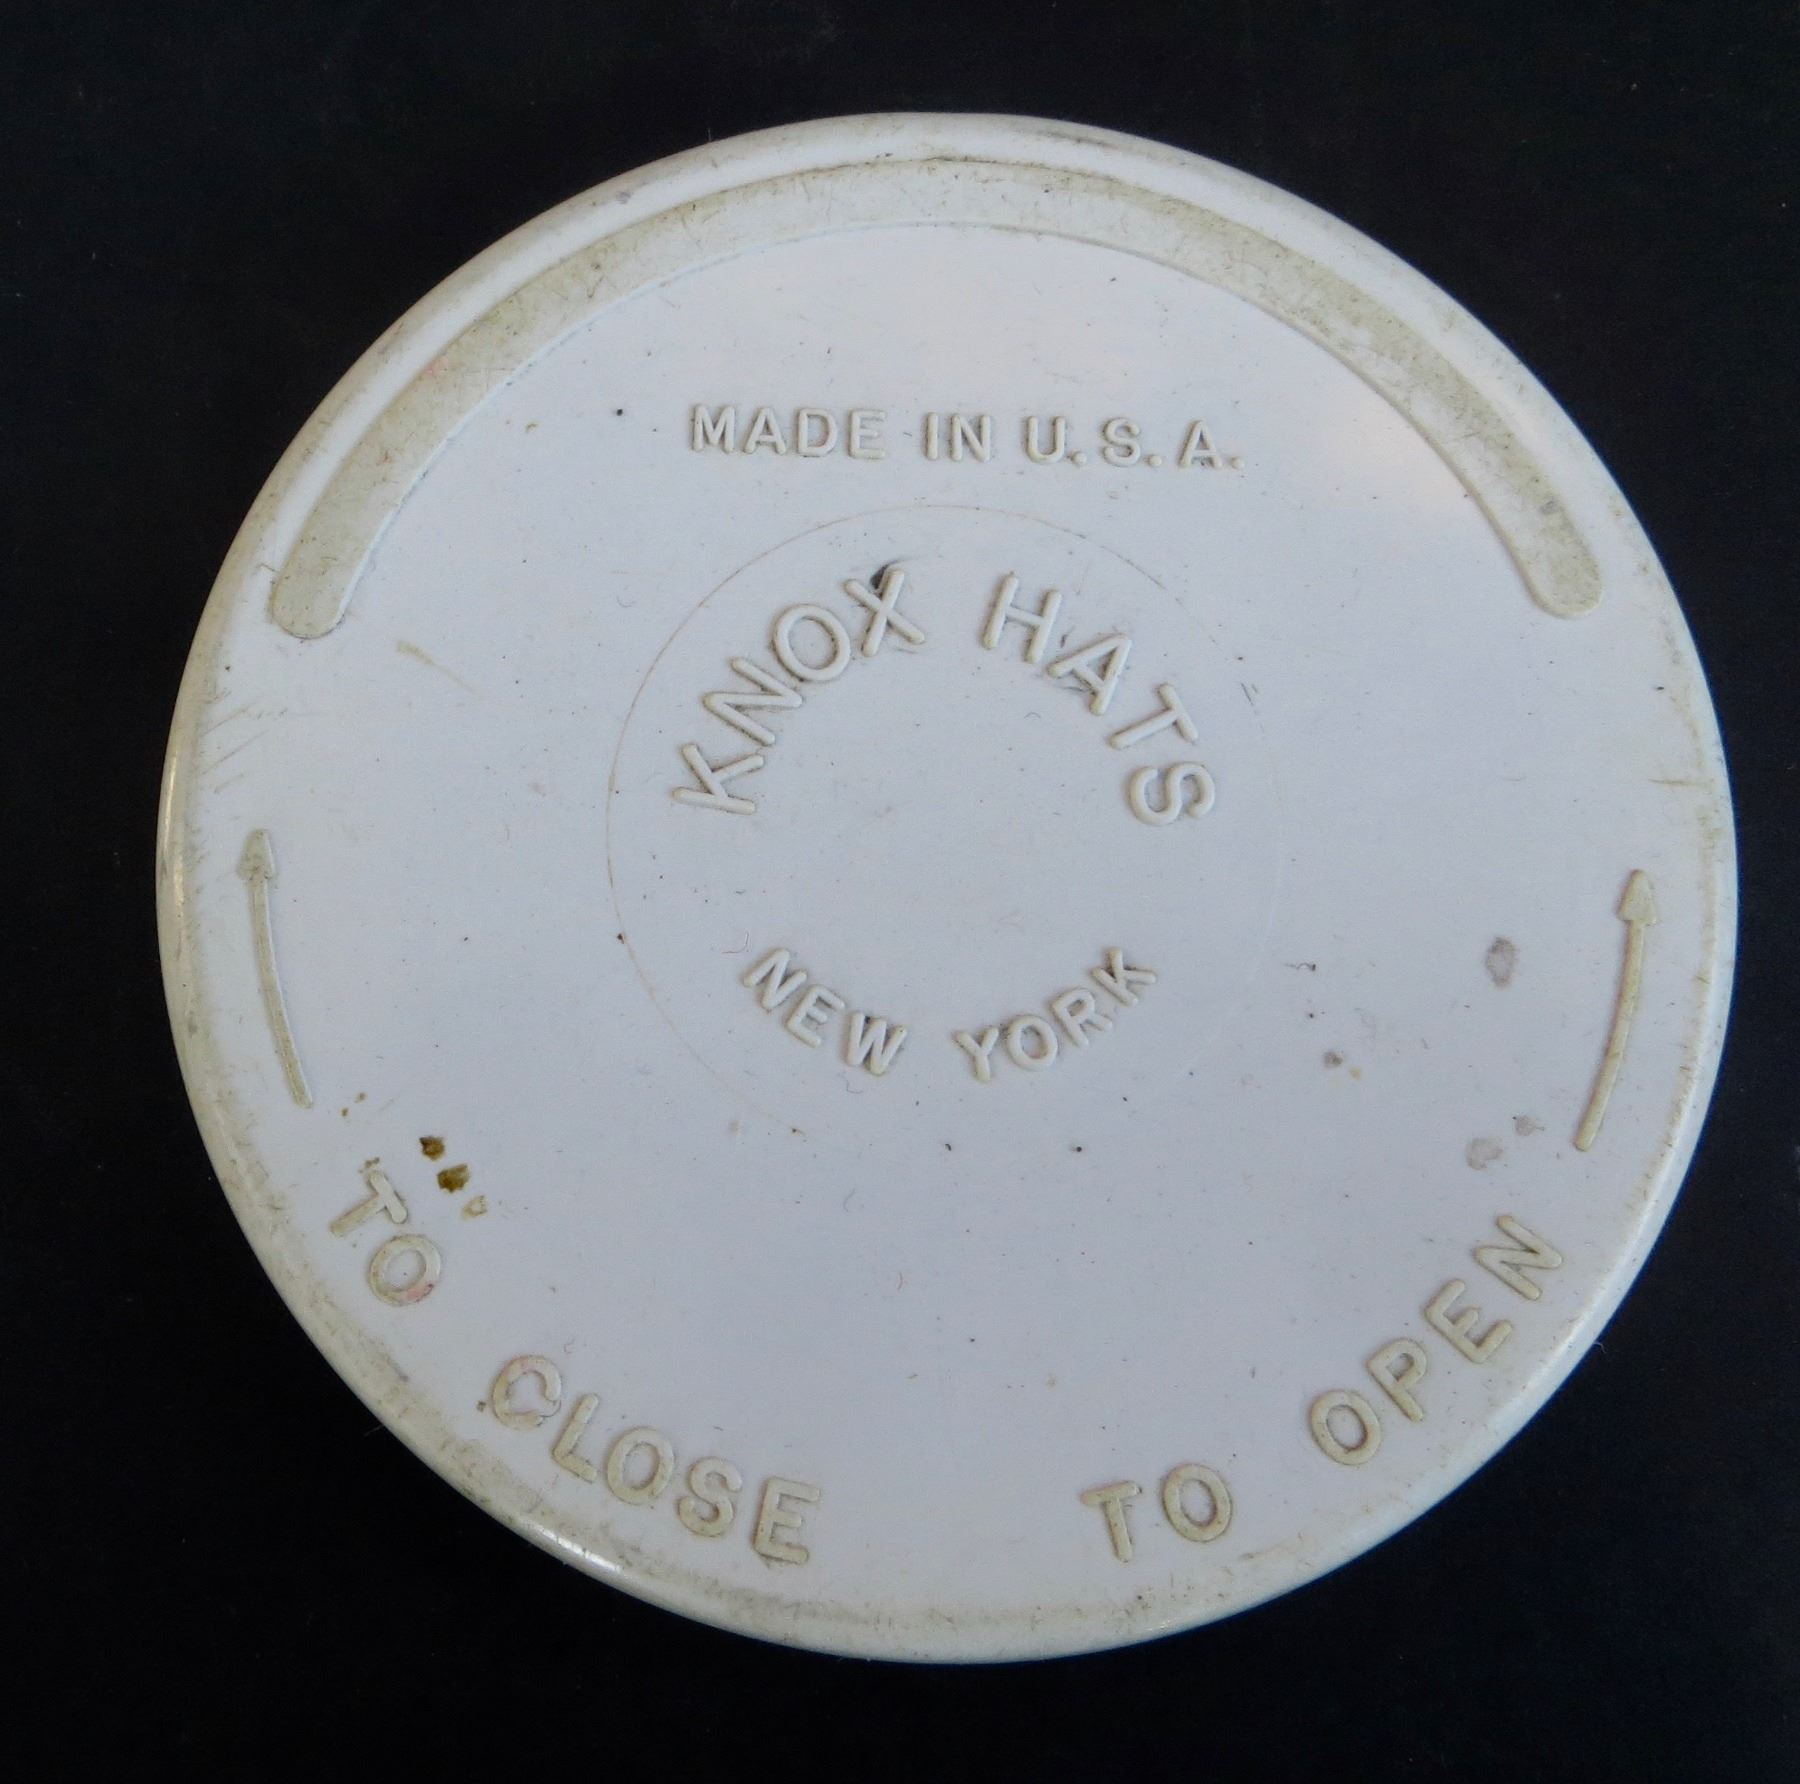 MADE IN U.S.A.
KNOX HATS
NEW YORK
TO CLOSE
TO OPEN